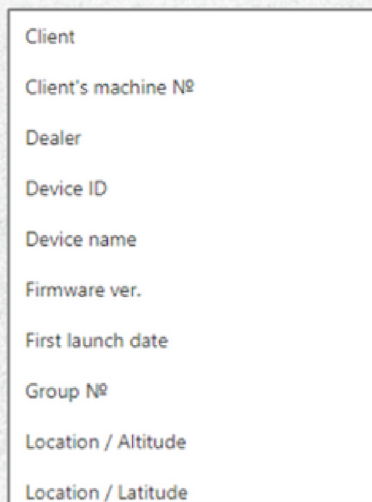 Client
Client's machine Nº
Dealer
Device ID
Device name
Firmware ver.
First launch date
Group Nº
Location / Altitude
Location / Latitude